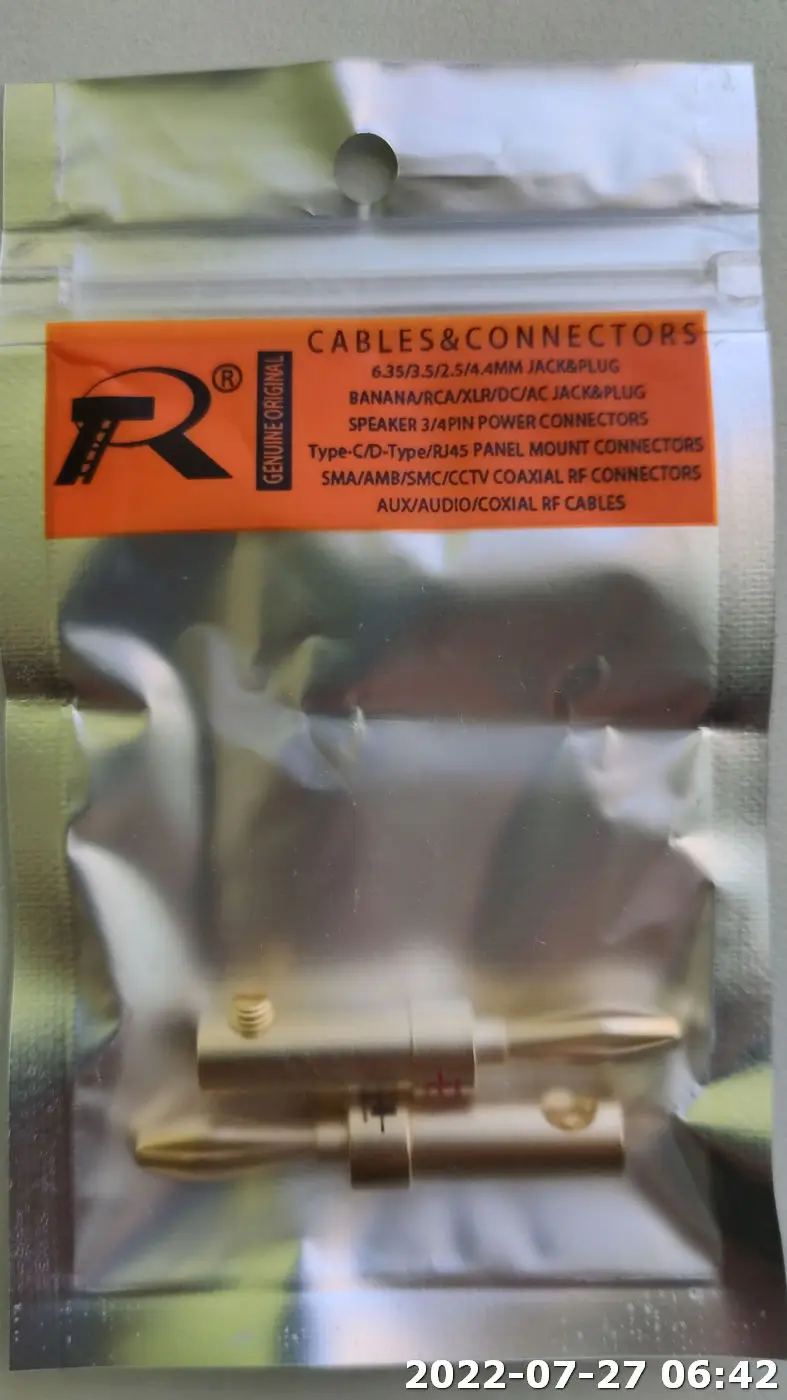 R®
GENUINE ORIGINAL
CABLES&CONNECTORS
6.35/3.5/2.5/4.4MM JACK&PLUG
BANANA/RCA/XLR/DC/AC JACK&PLUG
SPEAKER 3/4PIN POWER CONNECTORS
Type-C/D-Type/RJ45 PANEL MOUNT CONNECTORS
SMA/AMB/SMC/CCTV COAXIAL RF CONNECTORS
AUX/AUDIO/COXIAL RF CABLES
2022-07-27 06:42